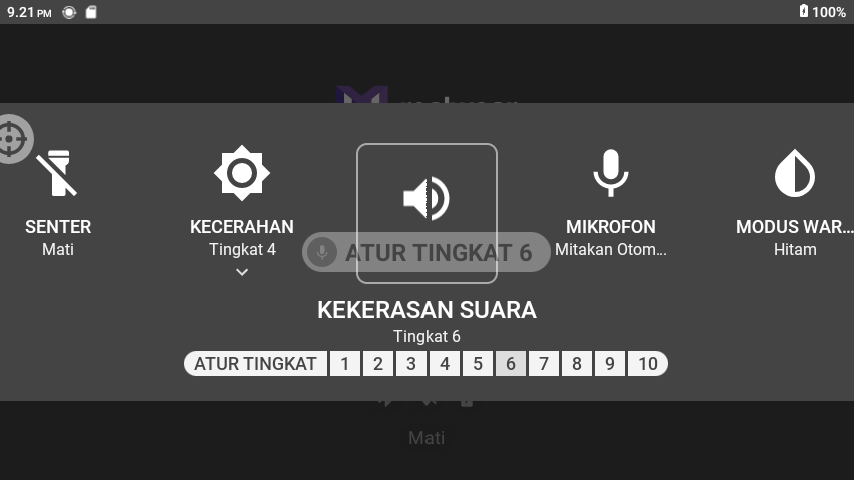 9.21 PM
100%
SENTER
Mati
KECERAHAN
Tingkat 4
ATUR TINGKAT 6
MIKROFON
Mitakan Otom...
MODUS WAR...
Hitam
KEKERASAN SUARA
Tingkat 6
ATUR TINGKAT 1 2 3 4 5 6 7 8 9 10
Mati